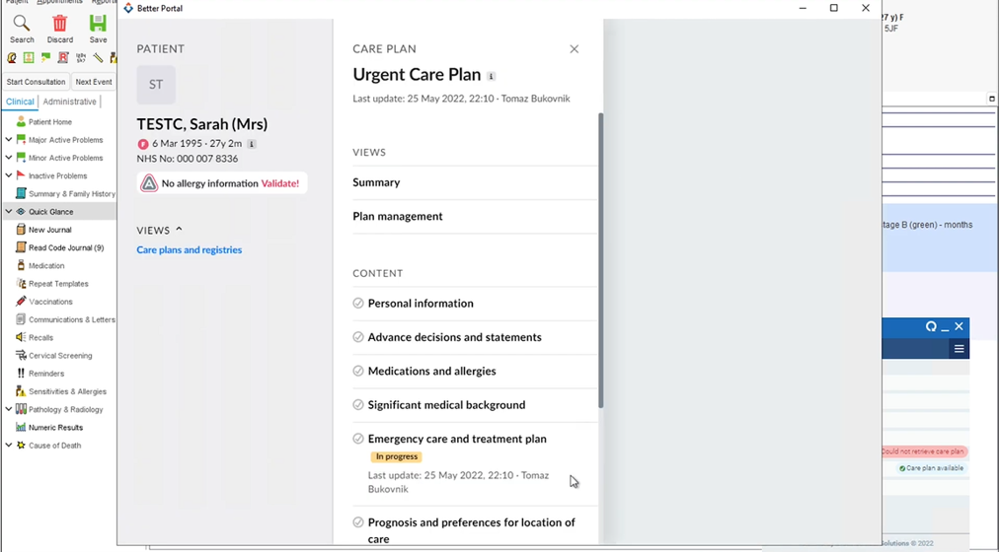 Patient Appointments
Search Discard Save
Start Consultation Next Event
Clinical Administrative
Patient Home
Major Active Problems
Minor Active Problems
Inactive Problems
Summary & Family History
Quick Glance
New Journal
Read Code Journal (9)
Medication
Repeat Templates
Vaccinations
Communications & Letters
Recalls
Cervical Screening
Reminders
Sensitivities & Allergies
Pathology & Radiology
Numeric Results
Cause of Death
Better Portal
PATIENT
ST
TESTC, Sarah (Mrs)
6 Mar 1995 · 27y 2m
NHS No: 000 007 8336
No allergy information Validate!
VIEWS
Care plans and registries
CARE PLAN
Urgent Care Plan
Last update: 25 May 2022, 22:10 - Tomaz Bukovnik
VIEWS
Summary
Plan management
CONTENT
Personal information
Advance decisions and statements
Medications and allergies
Significant medical background
Emergency care and treatment plan
In progress
Last update: 25 May 2022, 22:10 - Tomaz
Bukovnik
Prognosis and preferences for location of
care
27 y) F
5JF
tage B (green) - months
Could not retrieve care plan
Care plan available
olutions © 2022